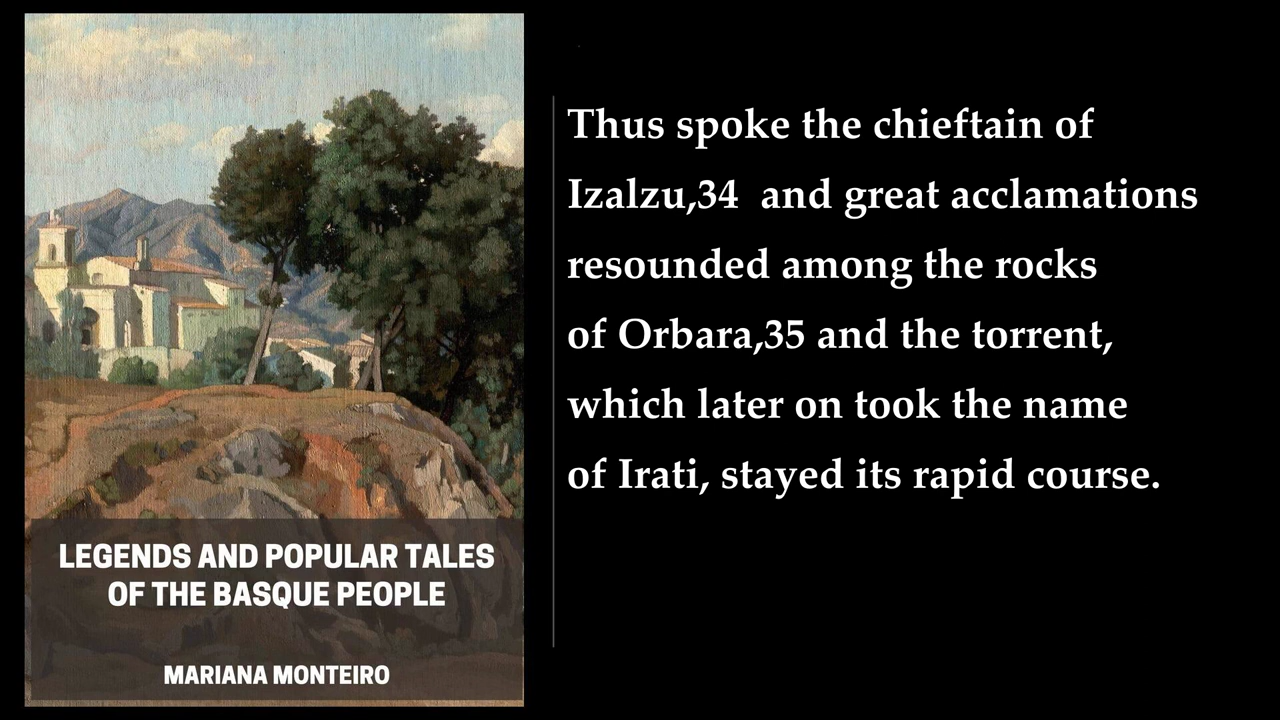 LEGENDS AND POPULAR TALES
OF THE BASQUE PEOPLE
MARIANA MONTEIRO
Thus spoke the chieftain of
Izalzu,34 and great acclamations
resounded among the rocks
of Orbara,35 and the torrent,
which later on took the name
of Irati, stayed its rapid course.